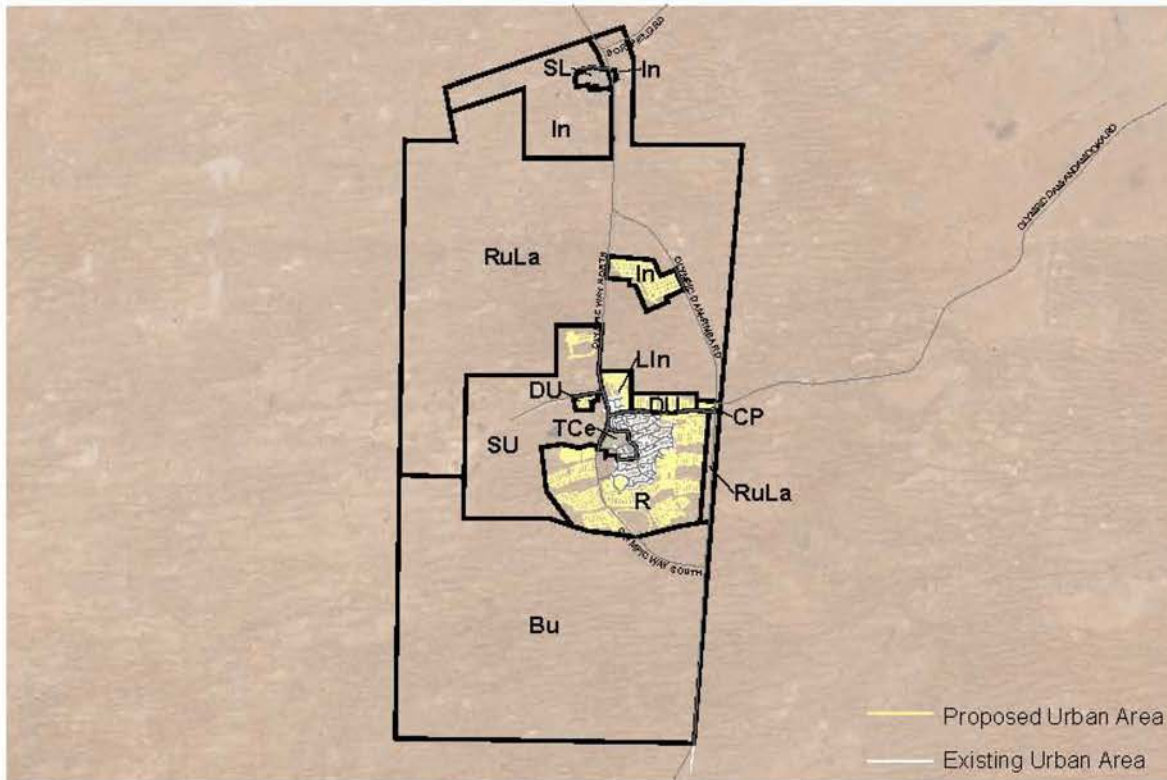 SL
In
In
RuLa
OLYMPIC WAY NORTH
In
LIn
DU
DU
CP
TCe
SU
RuLa
R
OLYMPIC WAY SOUTH
Bu
Proposed Urban Area
Existing Urban Area